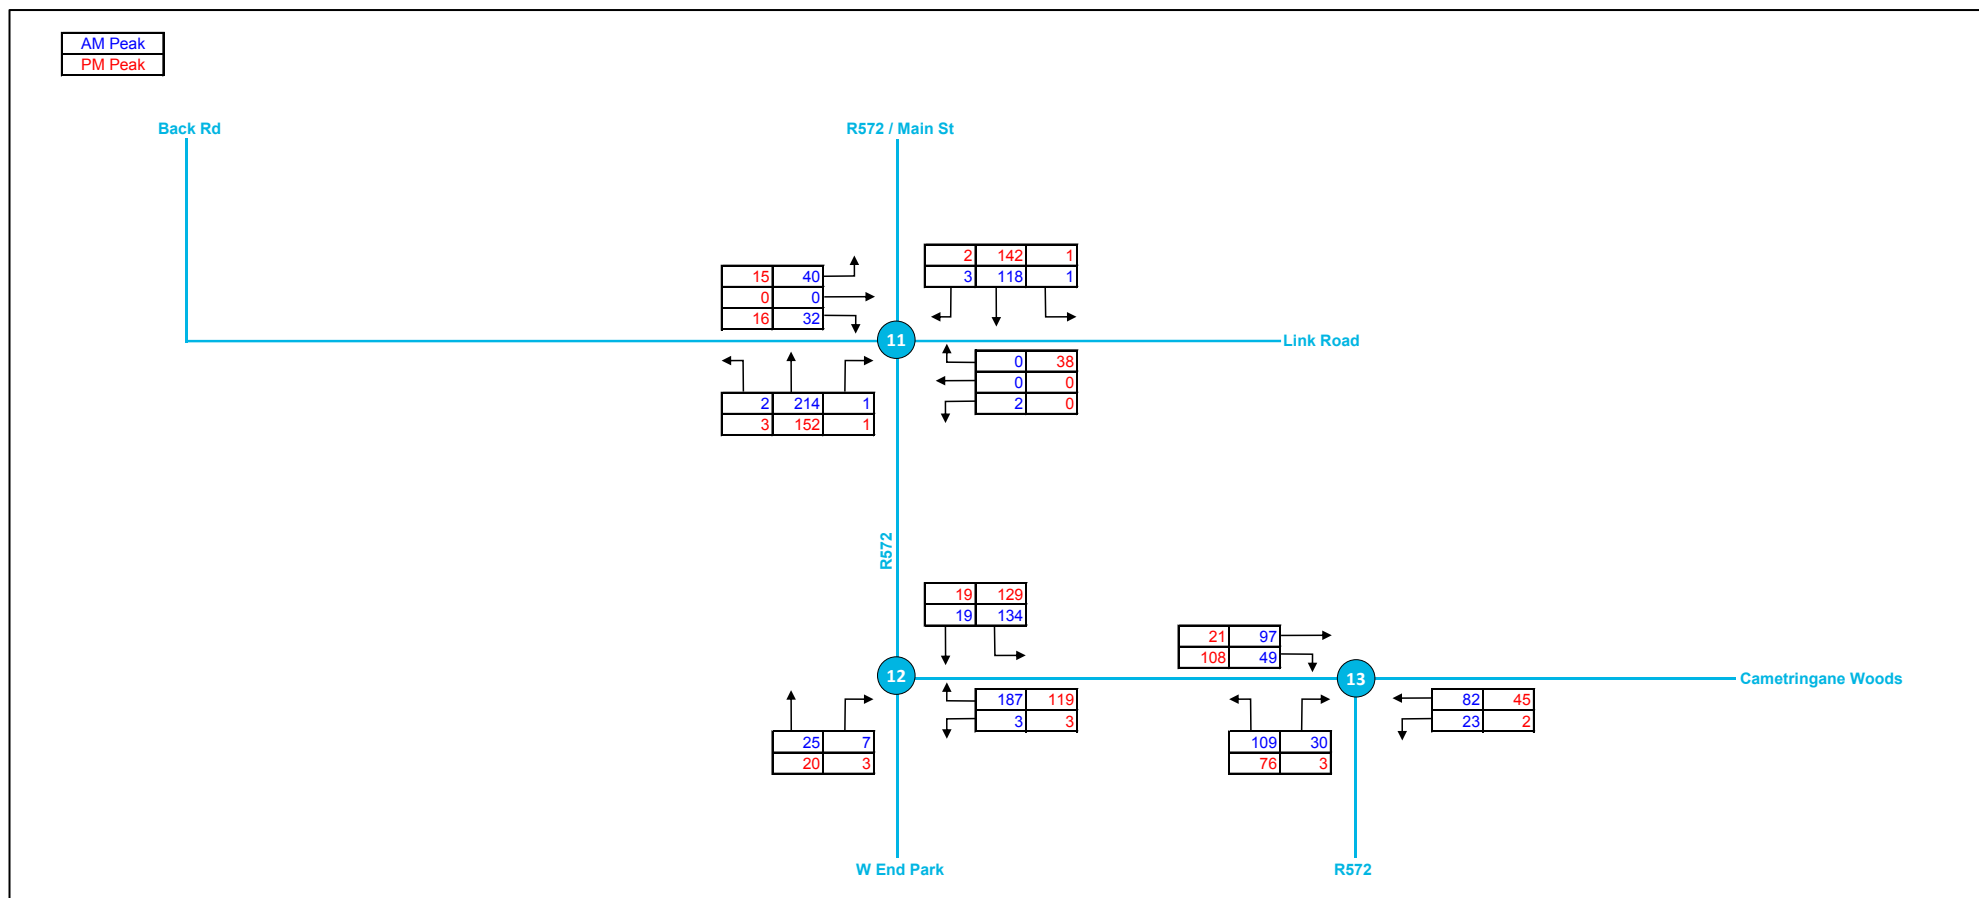 AM Peak
PM Peak
Back Rd
R572 / Main St
2 142 1
3 118 1
15 40
0 0
16 32
11
Link Road
0 38
0 0
2 0
2 214 1
3 152 1
R572
19 129
19 134
21 97
108 49
12
13
Cametringane Woods
187 119
3 3
82 45
23 2
25 7
20 3
109 30
76 3
W End Park
R572